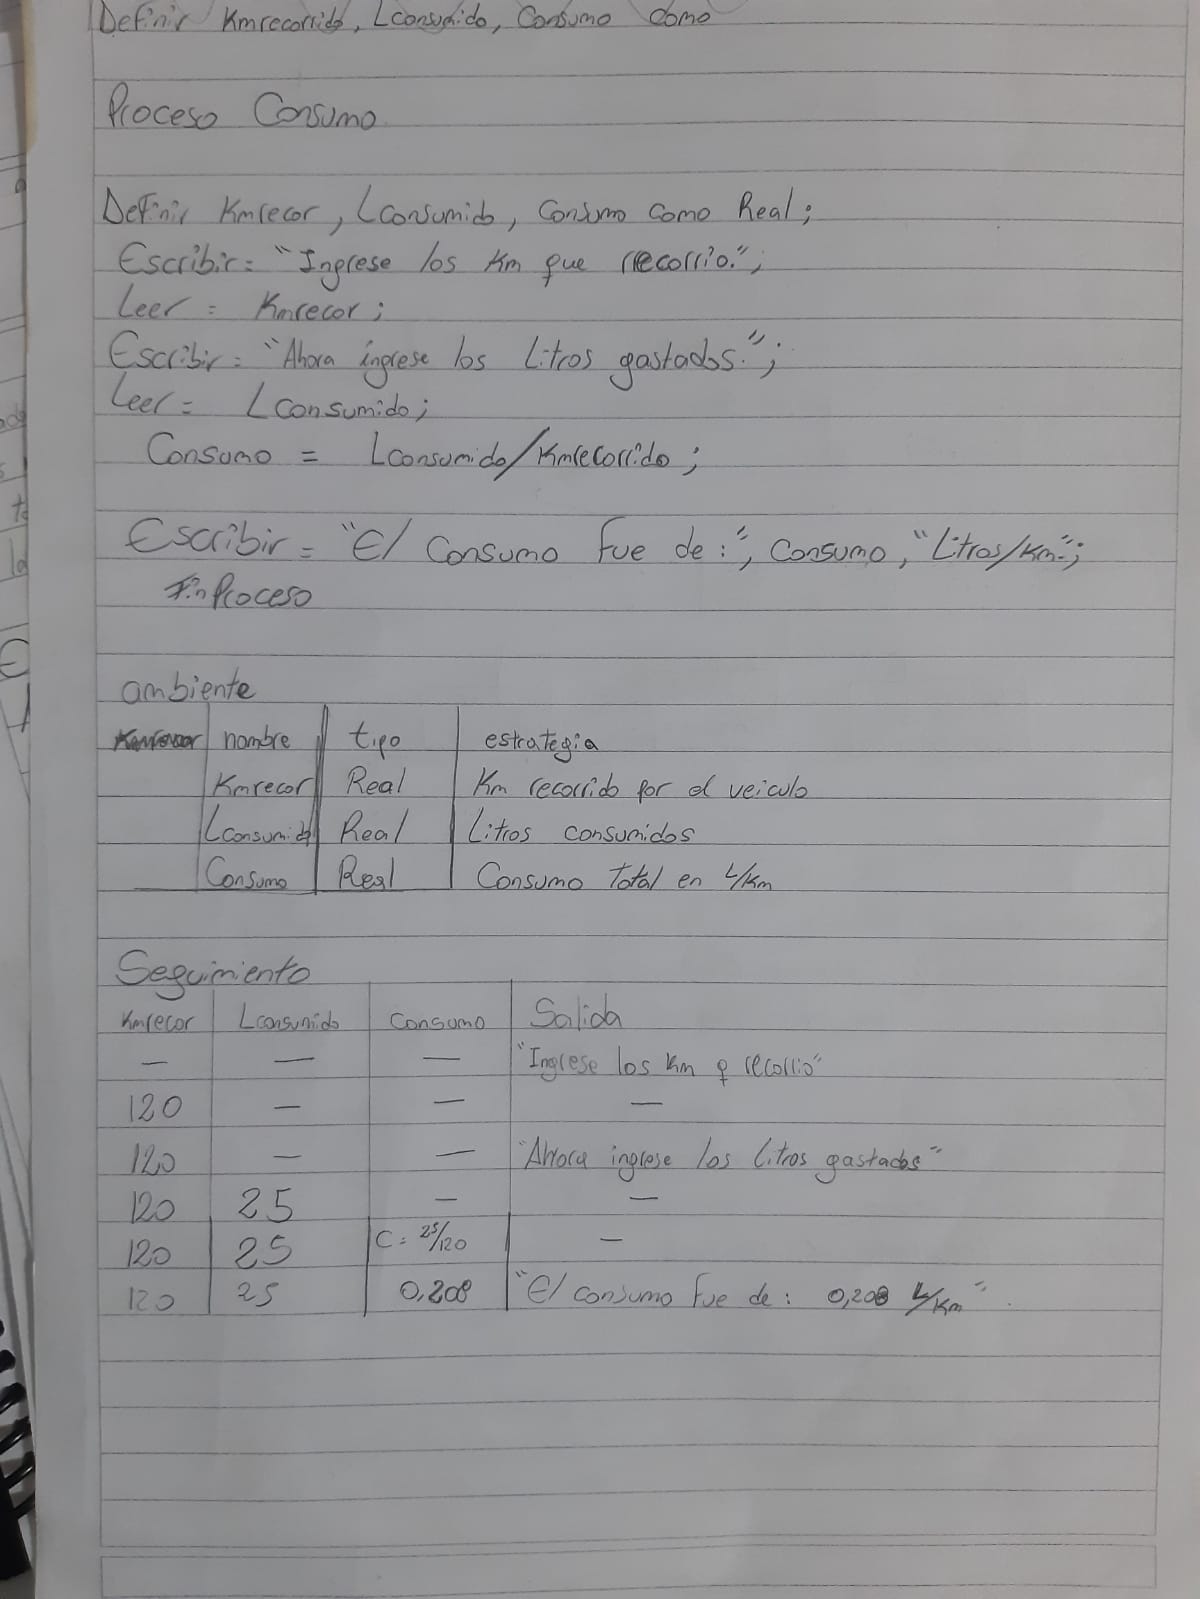 Definir Kmrecorrido, Lconsumido, Consumo como
Proceso Consumo
Definir Kmrecor, Lconsumido, Consumo como Real;
Escribir = "Ingrese los Km que recorrio.";
Leer = Kmrecor;
Escribir = "Ahora ingrese los Litros gastados.";
Leer = Lconsumido;
Consumo = Lconsumido/Kmrecorrido;
Escribir = "El Consumo fue de:", Consumo, "Litros/Km.";
FinProceso
ambiente
nombre tipo estrategia
Kmrecor Real Km recorrido por el veiculo
Lconsumido Real Litros consumidos
Consumo Real Consumo Total en L/Km
Seguimiento
Kmrecor Lconsumido Consumo Salida
— — — "Ingrese los Km q recorrio"
120 — — —
120 — — "Ahora ingrese los Litros gastados"
120 25 — —
120 25 C = 25/120 —
120 25 0,208 "El consumo fue de: 0,208 L/Km".